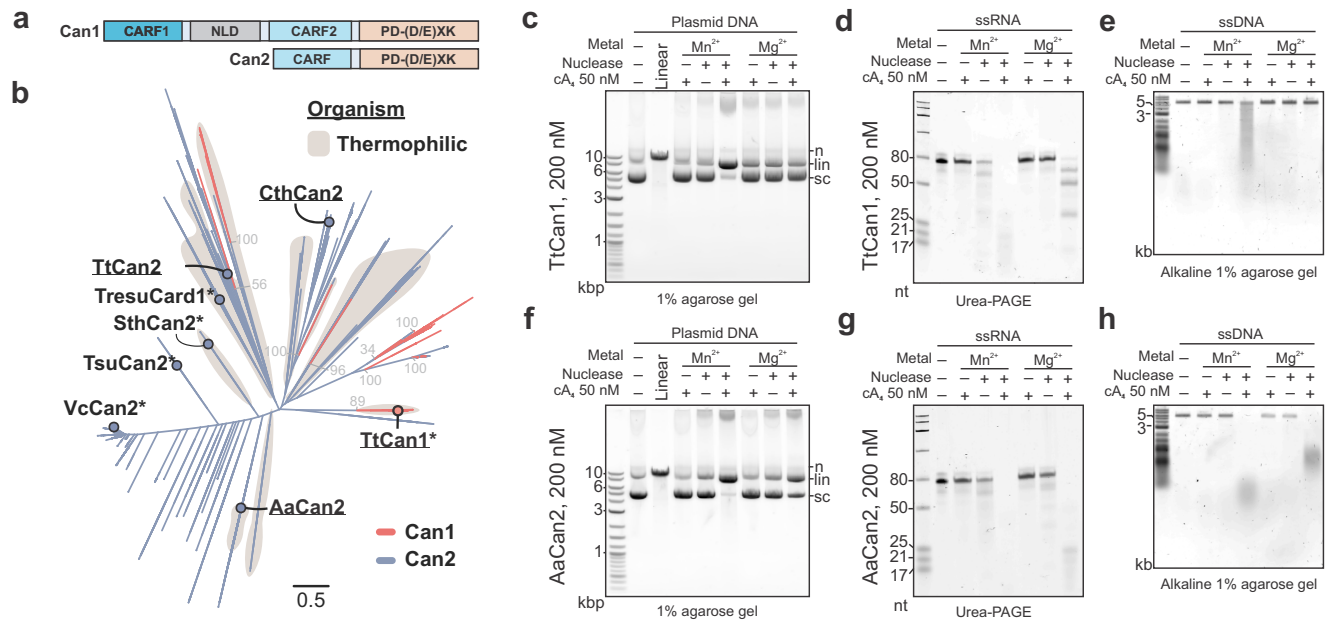 a
Can1 CARF1 NLD CARF2 PD-(D/E)XK
Can2 CARF PD-(D/E)XK
b
Organism
Thermophilic
CthCan2
100
TtCan2
56
TresuCard1*
SthCan2*
100
TsuCan2*
100
34
96
100
100
89
VcCan2*
TtCan1*
AaCan2
Can1
Can2
0.5
c
Plasmid DNA
Metal – Linear Mn²⁺ Mg²⁺
Nuclease – + + – + +
cA₄ 50 nM – + – + + – +
TtCan1, 200 nM
10
6
3
1
kbp
n
lin
sc
1% agarose gel
d
ssRNA
Metal – Mn²⁺ Mg²⁺
Nuclease – – + + – + +
cA₄ 50 nM – + – + + – +
80
50
25
21
17
nt
Urea-PAGE
e
ssDNA
Metal – Mn²⁺ Mg²⁺
Nuclease – – + + – + +
cA₄ 50 nM – + – + + – +
5
3
kb
Alkaline 1% agarose gel
f
Plasmid DNA
Metal – Linear Mn²⁺ Mg²⁺
Nuclease – – + + – + +
cA₄ 50 nM – + – + + – +
AaCan2, 200 nM
10
6
3
1
kbp
n
lin
sc
1% agarose gel
g
ssRNA
Metal – Mn²⁺ Mg²⁺
Nuclease – – + + – + +
cA₄ 50 nM – + – + + – +
80
50
25
21
17
nt
Urea-PAGE
h
ssDNA
Metal – Mn²⁺ Mg²⁺
Nuclease – – + + – + +
cA₄ 50 nM – + – + + – +
5
3
kb
Alkaline 1% agarose gel